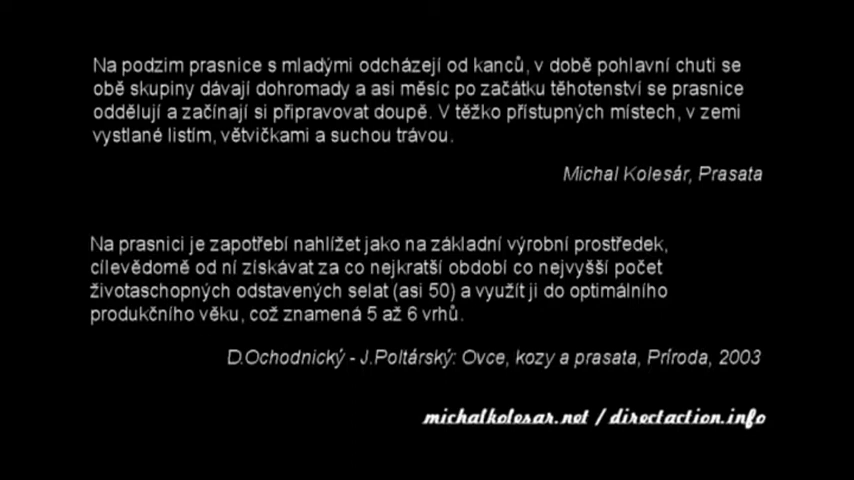 Na podzim prasnice s mladými odcházejí od kanců, v době pohlavní chuti se
obě skupiny dávají dohromady a asi měsíc po začátku těhotenství se prasnice
oddělují a začínají si připravovat doupě. V těžko přístupných místech, v zemi
vystlané listím, větvičkami a suchou trávou.
Michal Kolesár, Prasata
Na prasnici je zapotřebí nahlížet jako na základní výrobní prostředek,
cílevědomě od ní získávat za co nejkratší období co nejvyšší počet
životaschopných odstavených selat (asi 50) a využít ji do optimálního
produkčního věku, což znamená 5 až 6 vrhů.
D.Ochodnický - J.Poltárský: Ovce, kozy a prasata, Príroda, 2003
michalkolesar.net / directaction.info